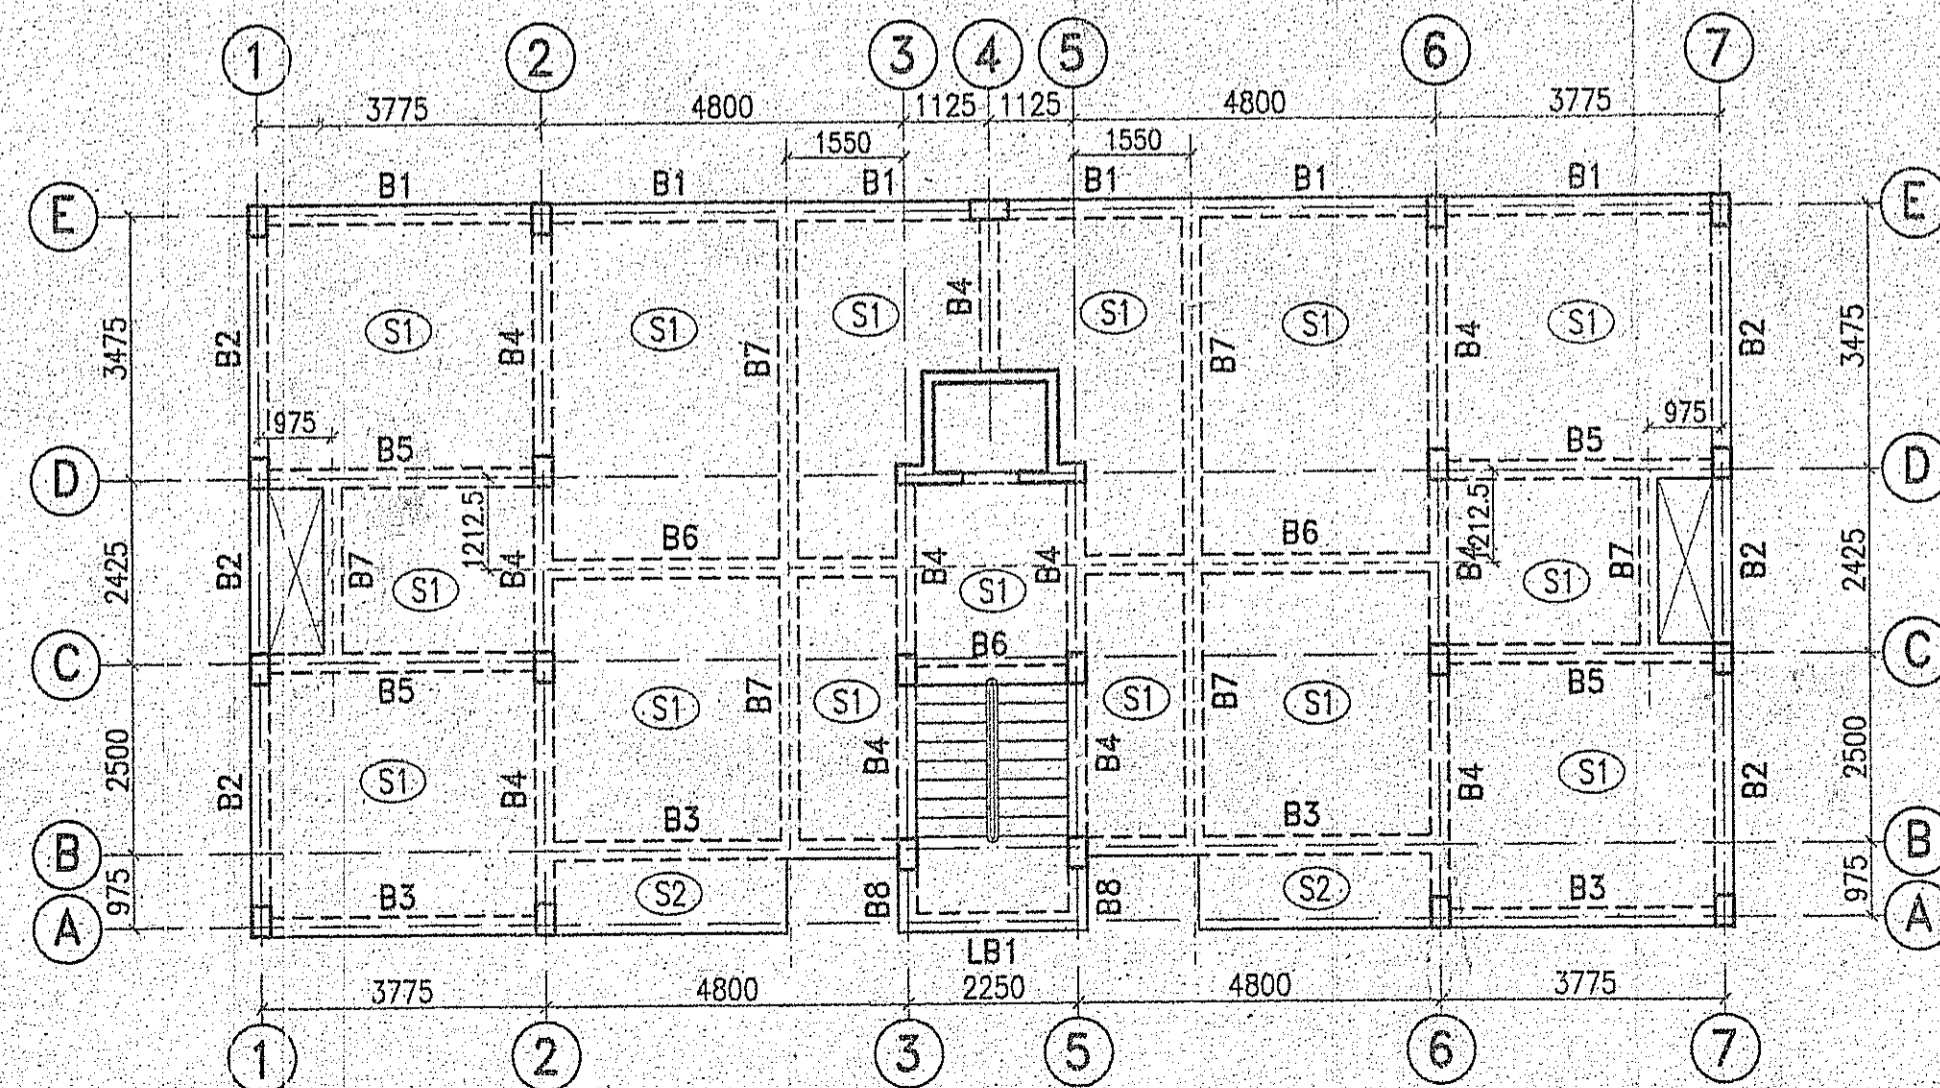 1 2 3 4 5 6 7
3775 4800 1125 1125 4800 3775
1550 1550
B1 B1 B1 B1 B1 B1
E E
S1 S1 S1 B4 S1 S1 S1
3475 B2 B4 B7 B7 B4 B2 3475
975 975
B5 B5
D D
1212.5 1212.5
B6 B6
2425 B2 B7 S1 B4 B4 S1 B4 B4 S1 B7 B2 2425
B6
C C
B5 B5
S1 B7 S1 S1 B7 S1
2500 B2 S1 B4 B4 B4 B4 S1 B2 2500
B3 B3
B B
975 B3 S2 B8 B8 S2 B3 975
A A
LB1
3775 4800 2250 4800 3775
1 2 3 5 6 7